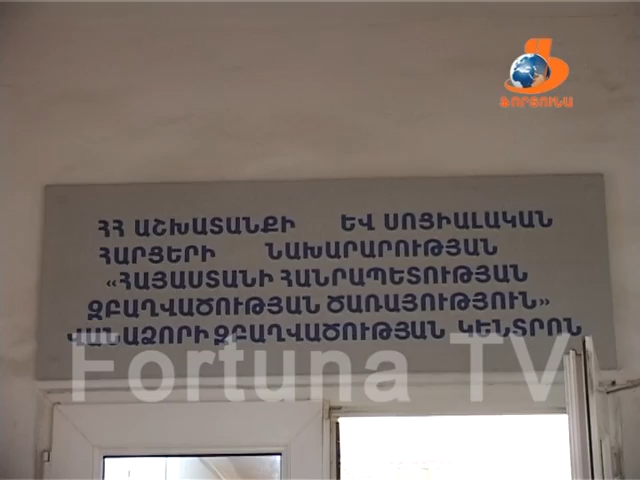 ՖՈՐՏՈՒՆԱ
ՀՀ ԱՇԽԱՏԱՆՔԻ ԵՎ ՍՈՑԻԱԼԱԿԱՆ
ՀԱՐՑԵՐԻ ՆԱԽԱՐԱՐՈՒԹՅԱՆ
«ՀԱՅԱՍՏԱՆԻ ՀԱՆՐԱՊԵՏՈՒԹՅԱՆ
ԶԲԱՂՎԱԾՈՒԹՅԱՆ ԾԱՌԱՅՈՒԹՅՈՒՆ»
ՎԱՆԱՁՈՐԻ ԶԲԱՂՎԱԾՈՒԹՅԱՆ ԿԵՆՏՐՈՆ
Fortuna TV